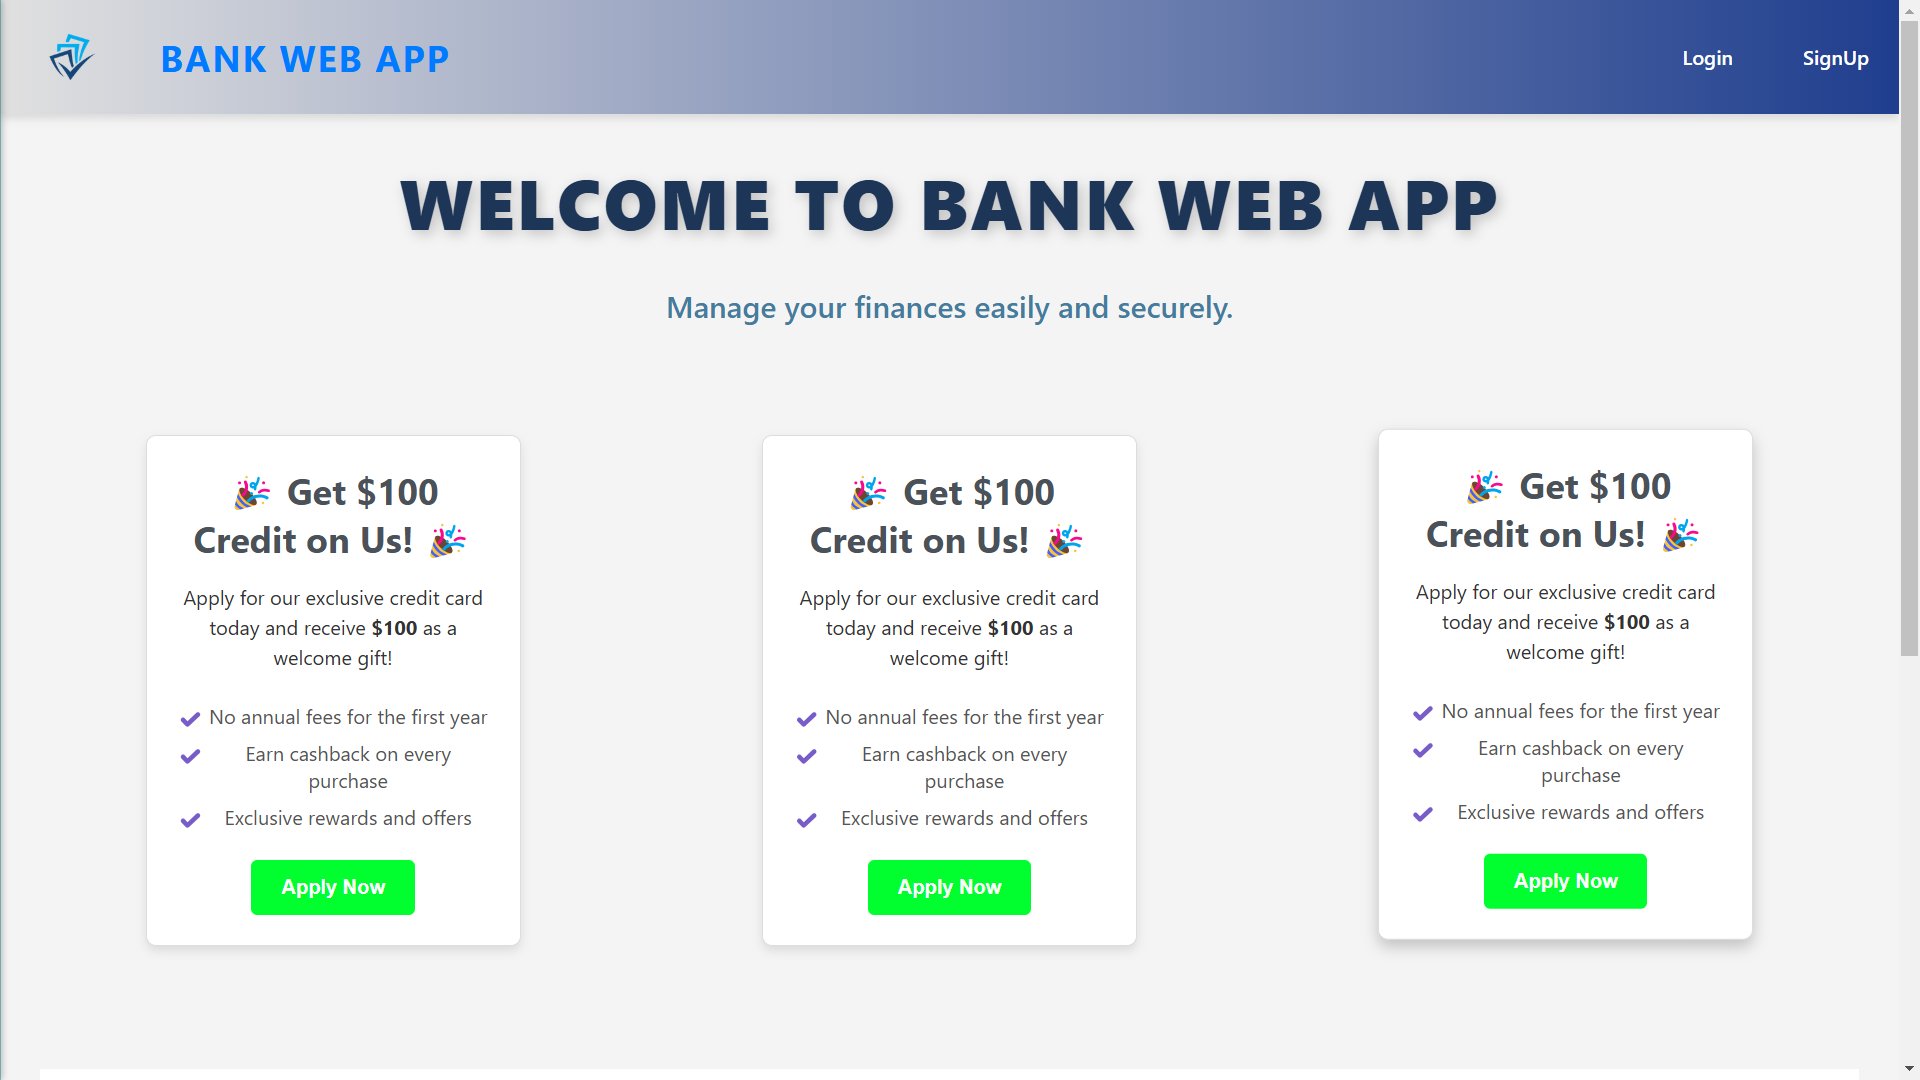 BANK WEB APP
Login
SignUp
WELCOME TO BANK WEB APP
Manage your finances easily and securely.
🎉 Get $100
Credit on Us! 🎉
Apply for our exclusive credit card
today and receive $100 as a
welcome gift!
No annual fees for the first year
Earn cashback on every
purchase
Exclusive rewards and offers
Apply Now
🎉 Get $100
Credit on Us! 🎉
Apply for our exclusive credit card
today and receive $100 as a
welcome gift!
No annual fees for the first year
Earn cashback on every
purchase
Exclusive rewards and offers
Apply Now
🎉 Get $100
Credit on Us! 🎉
Apply for our exclusive credit card
today and receive $100 as a
welcome gift!
No annual fees for the first year
Earn cashback on every
purchase
Exclusive rewards and offers
Apply Now